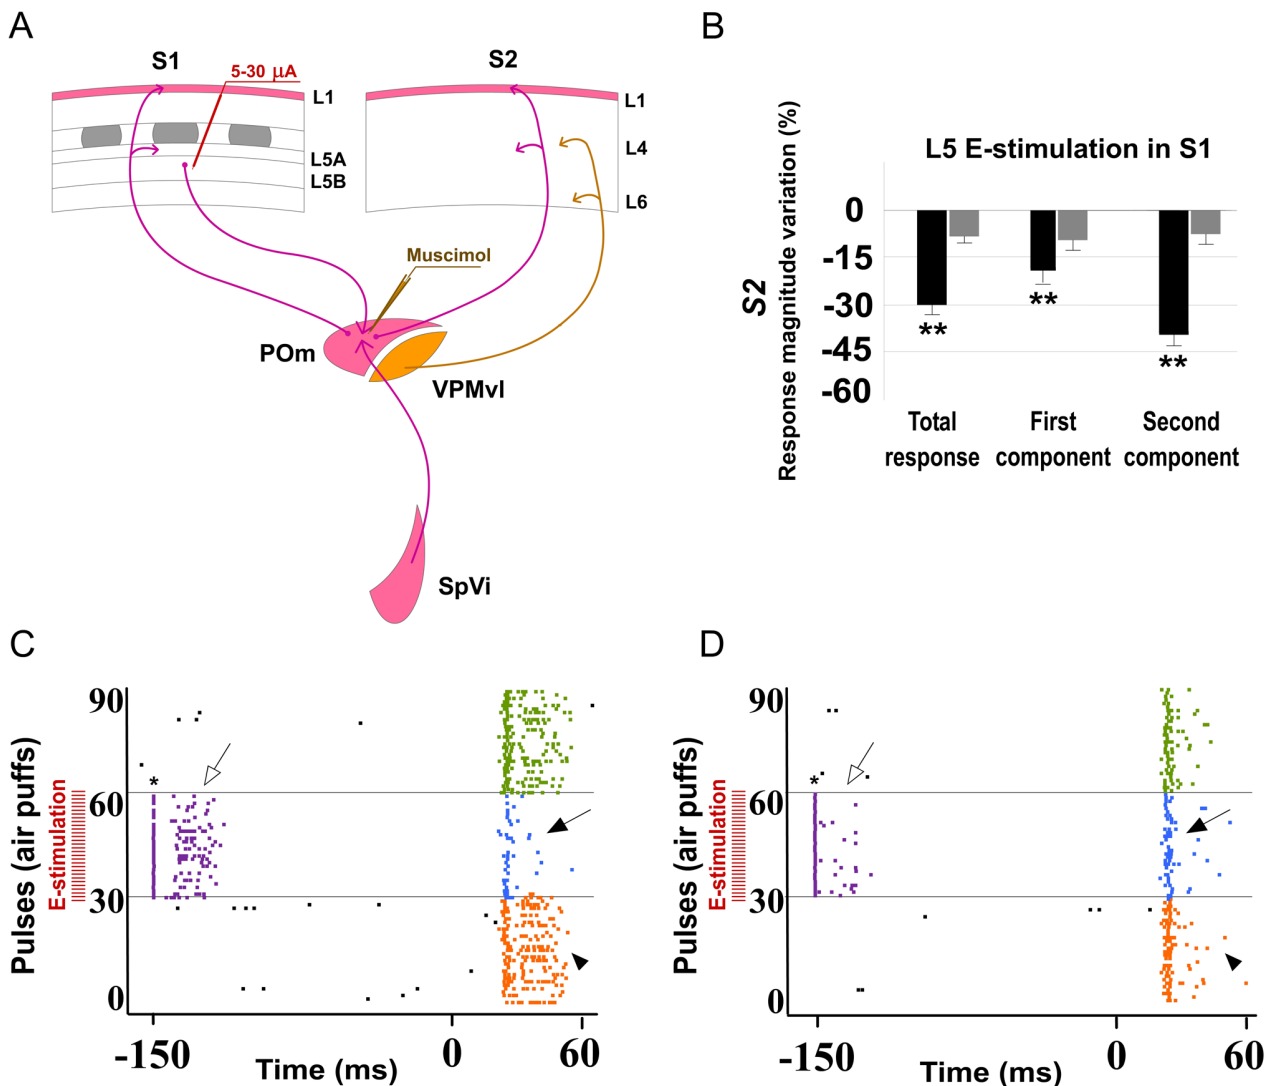 A
S1
S2
5-30 µA
L1
L5A
L5B
L1
L4
L6
Muscimol
POm
VPMvl
SpVi
B
L5 E-stimulation in S1
S2
Response magnitude variation (%)
0
-15
-30
-45
-60
**
**
**
Total
response
First
component
Second
component
C
Pulses (air puffs)
E-stimulation
90
60
30
0
*
-150
0
60
Time (ms)
D
Pulses (air puffs)
E-stimulation
90
60
30
0
*
-150
0
60
Time (ms)